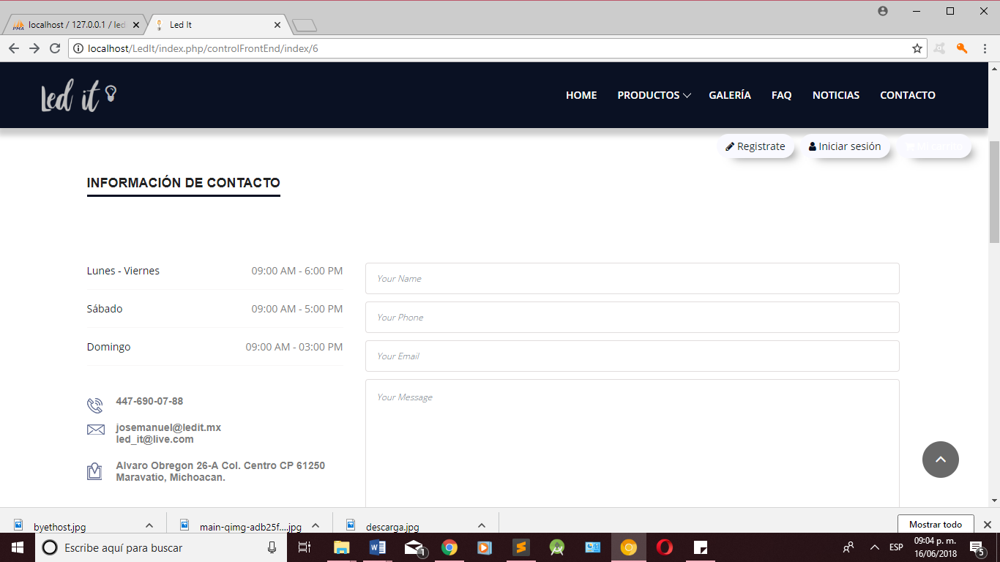 localhost / 127.0.0.1 / led
Led It
localhost/LedIt/index.php/controlFrontEnd/index/6
Led it
HOME PRODUCTOS GALERÍA FAQ NOTICIAS CONTACTO
Registrate Iniciar sesión
INFORMACIÓN DE CONTACTO
Lunes - Viernes 09:00 AM - 6:00 PM
Sábado 09:00 AM - 5:00 PM
Domingo 09:00 AM - 03:00 PM
447-690-07-88
josemanuel@ledit.mx
led_it@live.com
Alvaro Obregon 26-A Col. Centro CP 61250
Maravatio, Michoacan.
Your Name
Your Phone
Your Email
Your Message
byethost.jpg main-qimg-adb25f....jpg descarga.jpg Mostrar todo
Escribe aquí para buscar
1
ESP
09:04 p. m.
16/06/2018
5